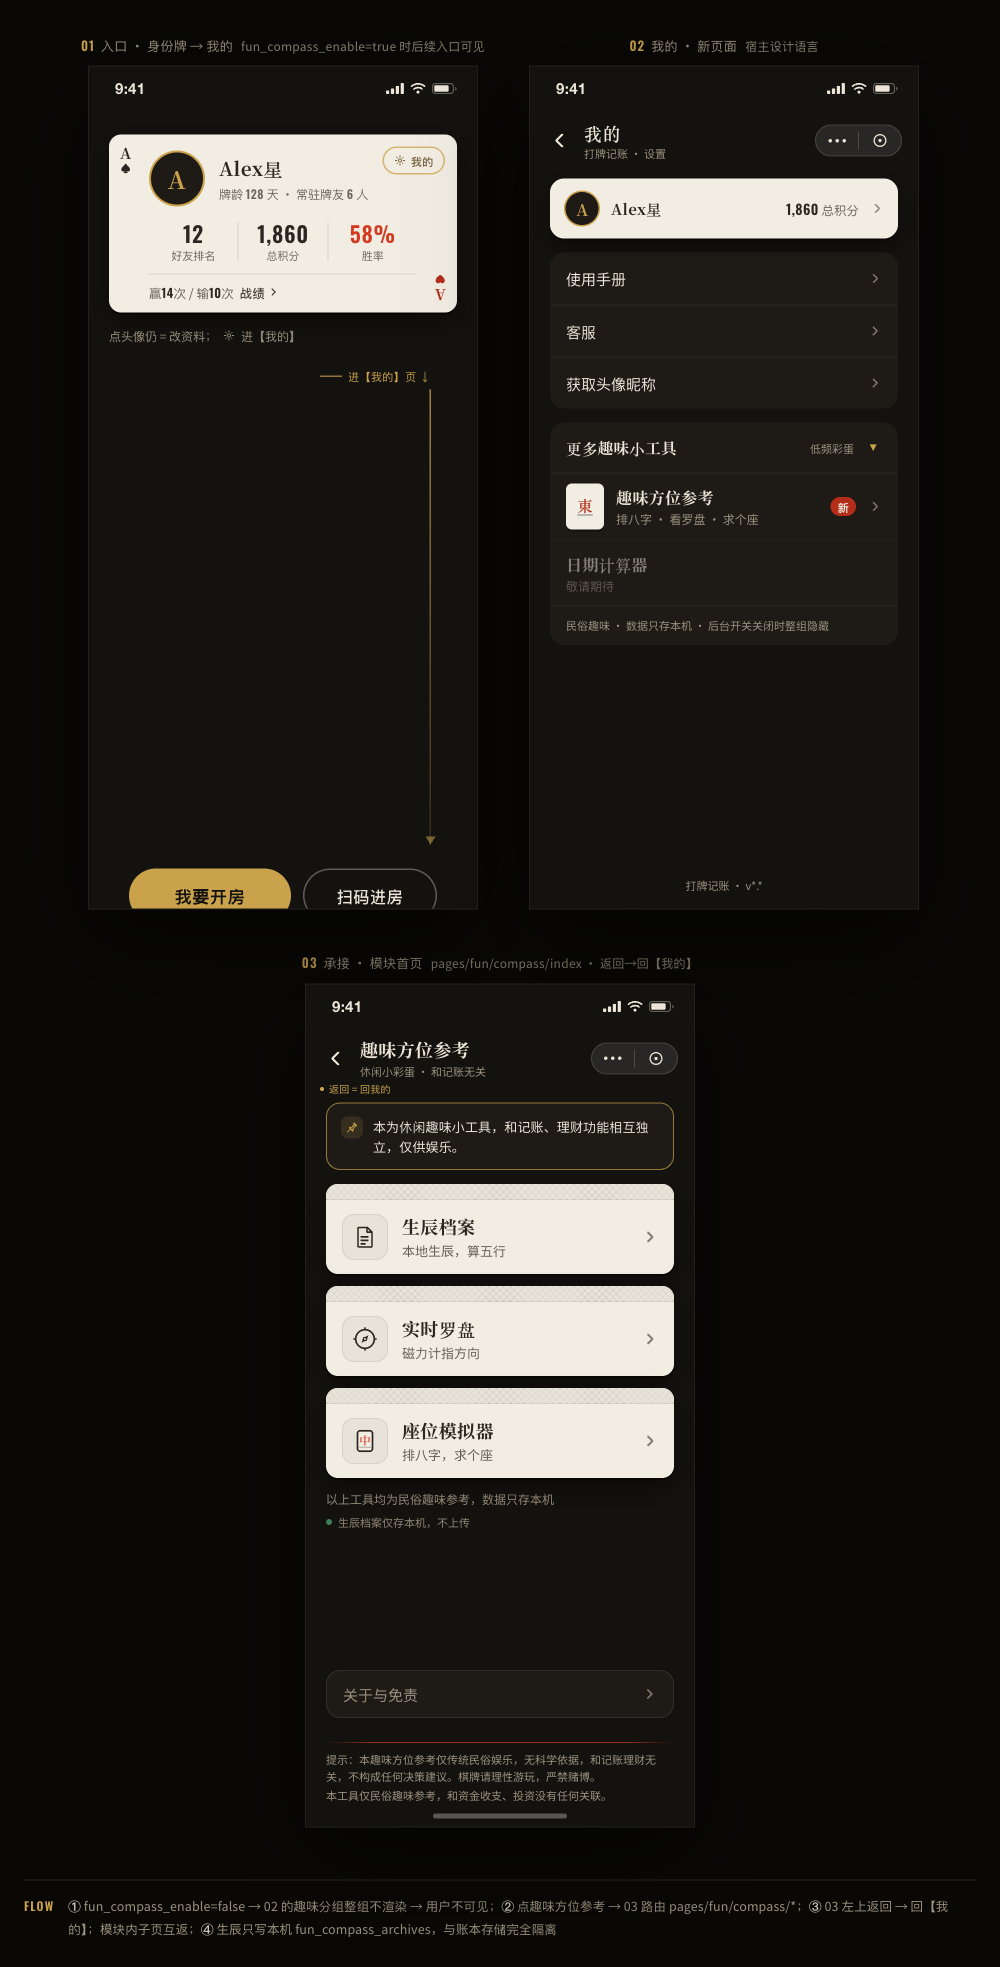 01 入口 · 身份牌 → 我的 fun_compass_enable=true 时后续入口可见
9:41
A
A
Alex星
我的
牌龄 128 天 · 常驻牌友 6 人
12
1,860
58%
好友排名
总积分
胜率
赢14次 / 输10次 战绩
A
点头像仍 = 改资料； 进【我的】
进【我的】页 ↓
我要开房
扫码进房
02 我的 · 新页面 宿主设计语言
9:41
我的
打牌记账 · 设置
A
Alex星
1,860 总积分
使用手册
客服
获取头像昵称
更多趣味小工具
低频彩蛋
東
趣味方位参考
排八字 · 看罗盘 · 求个座
新
日期计算器
敬请期待
民俗趣味 · 数据只存本机 · 后台开关关闭时整组隐藏
打牌记账 · v*.*
03 承接 · 模块首页 pages/fun/compass/index · 返回→回【我的】
9:41
趣味方位参考
休闲小彩蛋 · 和记账无关
返回 = 回我的
本为休闲趣味小工具，和记账、理财功能相互独
立，仅供娱乐。
生辰档案
本地生辰，算五行
实时罗盘
磁力计指方向
中
座位模拟器
排八字，求个座
以上工具均为民俗趣味参考，数据只存本机
生辰档案仅存本机，不上传
关于与免责
提示：本趣味方位参考仅传统民俗娱乐，无科学依据，和记账理财无
关，不构成任何决策建议。棋牌请理性游玩，严禁赌博。
本工具仅民俗趣味参考，和资金收支、投资没有任何关联。
FLOW ① fun_compass_enable=false → 02 的趣味分组整组不渲染 → 用户不可见；② 点趣味方位参考 → 03 路由 pages/fun/compass/*；③ 03 左上返回 → 回【我
的】；模块内子页互返；④ 生辰只写本机 fun_compass_archives，与账本存储完全隔离